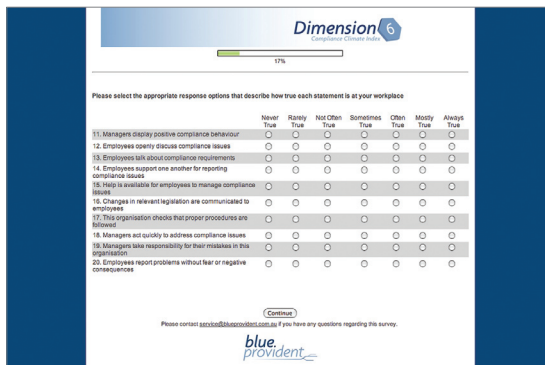 Dimension 6
Compliance Climate Index
17%
Please select the appropriate response options that describe how true each statement is at your workplace
Never True Rarely True Not Often True Sometimes True Often True Mostly True Always True
11. Managers display positive compliance behaviour
12. Employees openly discuss compliance issues
13. Employees talk about compliance requirements
14. Employees support one another for reporting
compliance issues
15. Help is available for employees to manage compliance
issues
16. Changes in relevant legislation are communicated to
employees
17. This organisation checks that proper procedures are
followed
18. Managers act quickly to address compliance issues
19. Managers take responsibility for their mistakes in this
organisation
20. Employees report problems without fear or negative
consequences
Continue
Please contact service@blueprovident.com.au if you have any questions regarding this survey.
blue.
provident